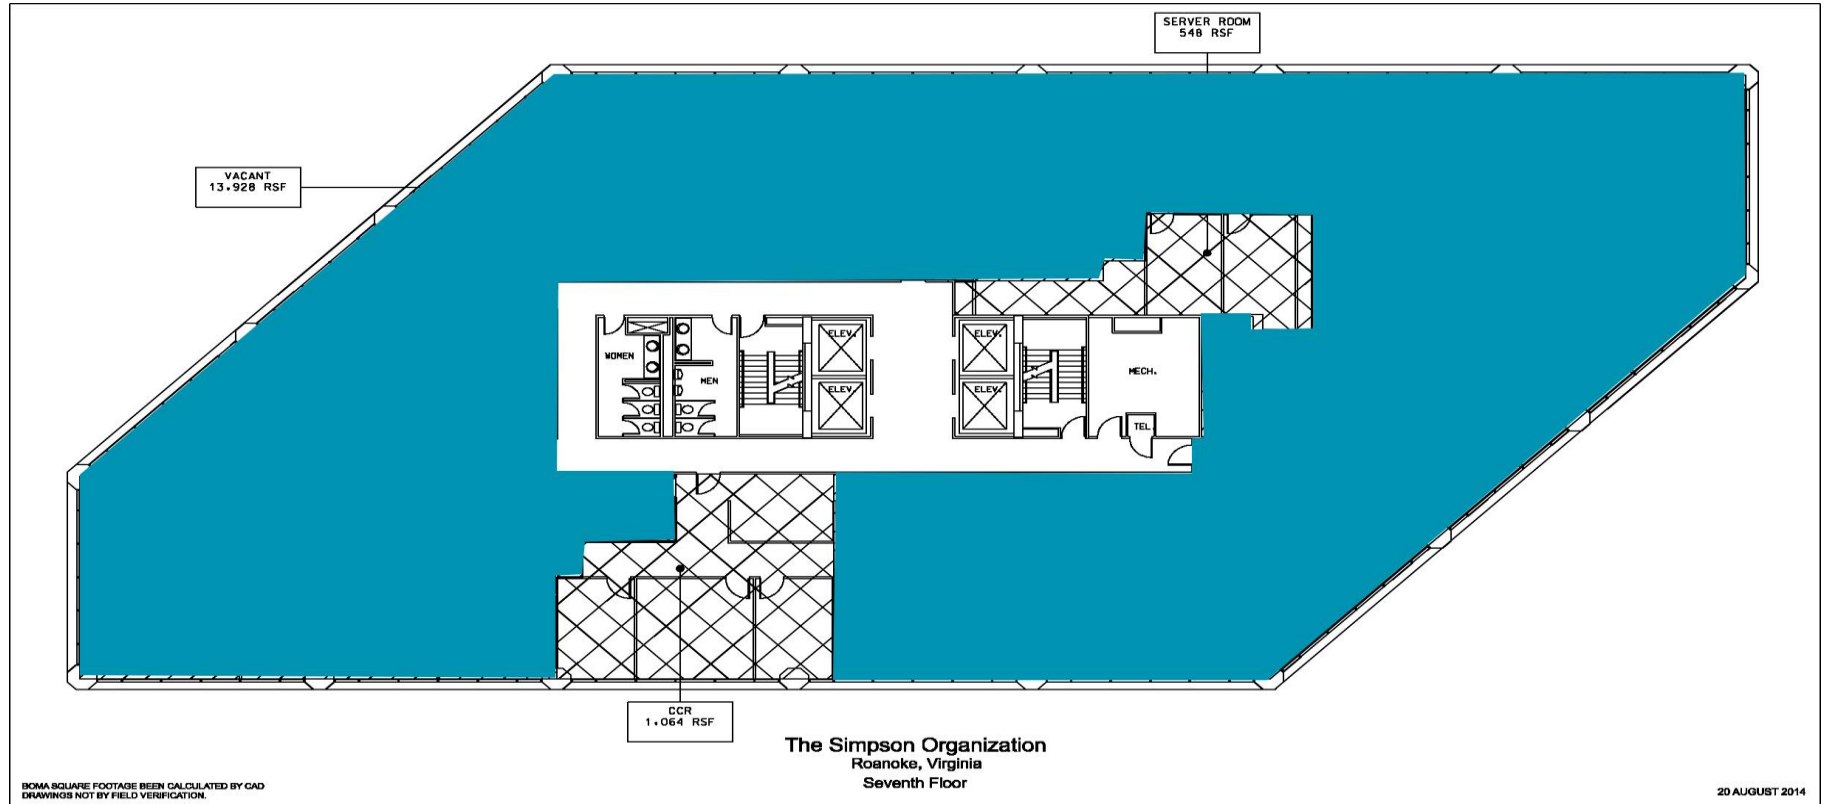 SERVER ROOM
548 RSF
VACANT
13.928 RSF
ELEV.
ELEV.
WOMEN
MEN
MECH.
ELEV.
ELEV.
TEL.
CCR
1.064 RSF
The Simpson Organization
Roanoke, Virginia
Seventh Floor
BOMA SQUARE FOOTAGE BEEN CALCULATED BY CAD
DRAWINGS NOT BY FIELD VERIFICATION.
20 AUGUST 2014